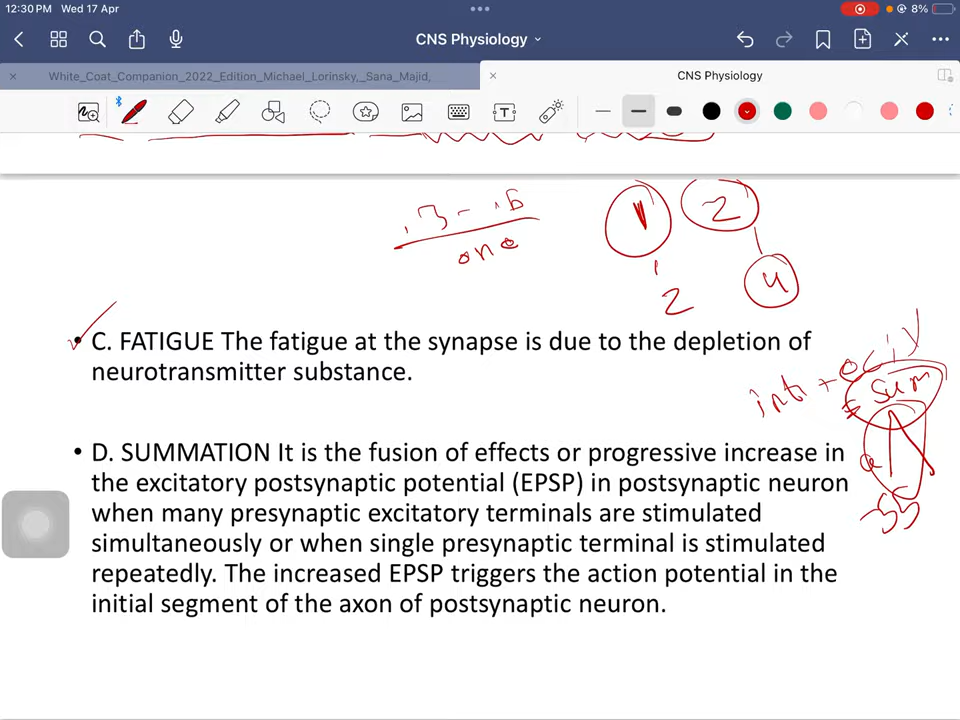 12:30 PM Wed 17 Apr
8%
CNS Physiology
White_Coat_Companion_2022_Edition_Michael_Lorinsky,_Sana_Majid,
CNS Physiology
.3 - .6
one
1
2
2
4
• C. FATIGUE The fatigue at the synapse is due to the depletion of
neurotransmitter substance.
sum
• D. SUMMATION It is the fusion of effects or progressive increase in
the excitatory postsynaptic potential (EPSP) in postsynaptic neuron
when many presynaptic excitatory terminals are stimulated
simultaneously or when single presynaptic terminal is stimulated
repeatedly. The increased EPSP triggers the action potential in the
initial segment of the axon of postsynaptic neuron.